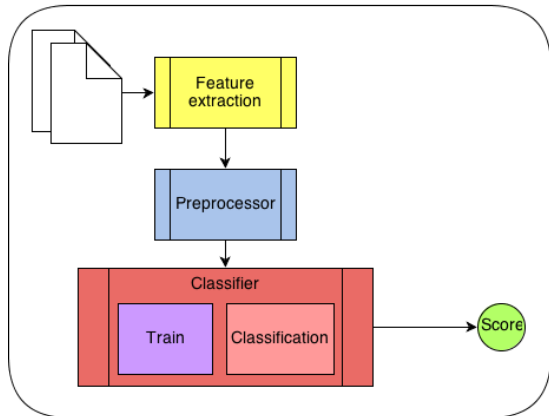 Feature
extraction
Preprocessor
Classifier
Train
Classification
Score